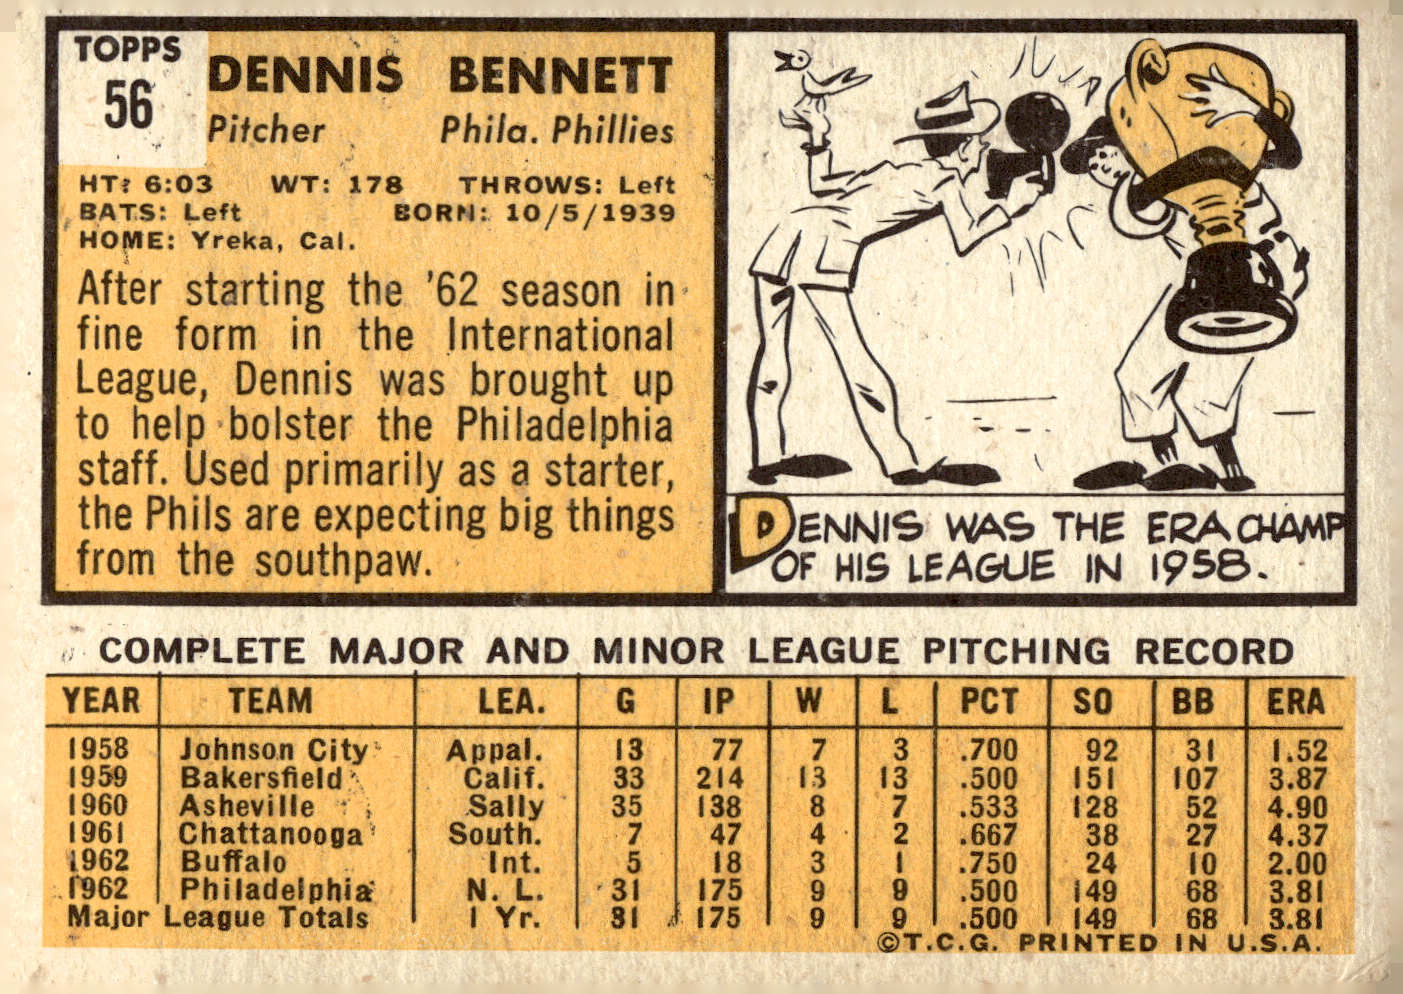 TOPPS
56
DENNIS BENNETT
Pitcher Phila. Phillies
HT: 6:03 WT: 178 THROWS: Left
BATS: Left BORN: 10/5/1939
HOME: Yreka, Cal.
After starting the '62 season in
fine form in the International
League, Dennis was brought up
to help bolster the Philadelphia
staff. Used primarily as a starter,
the Phils are expecting big things
from the southpaw.
DENNIS WAS THE ERA CHAMP
OF HIS LEAGUE IN 1958.
COMPLETE MAJOR AND MINOR LEAGUE PITCHING RECORD
YEAR TEAM LEA. G IP W L PCT SO BB ERA
1958 Johnson City Appal. 13 77 7 3 .700 92 31 1.52
1959 Bakersfield Calif. 33 214 13 13 .500 151 107 3.87
1960 Asheville Sally 35 138 8 7 .533 128 52 4.90
1961 Chattanooga South. 7 47 4 2 .667 38 27 4.37
1962 Buffalo Int. 5 18 3 1 .750 24 10 2.00
1962 Philadelphia N. L. 31 175 9 9 .500 149 68 3.81
Major League Totals 1 Yr. 31 175 9 9 .500 149 68 3.81
©T.C.G. PRINTED IN U.S.A.